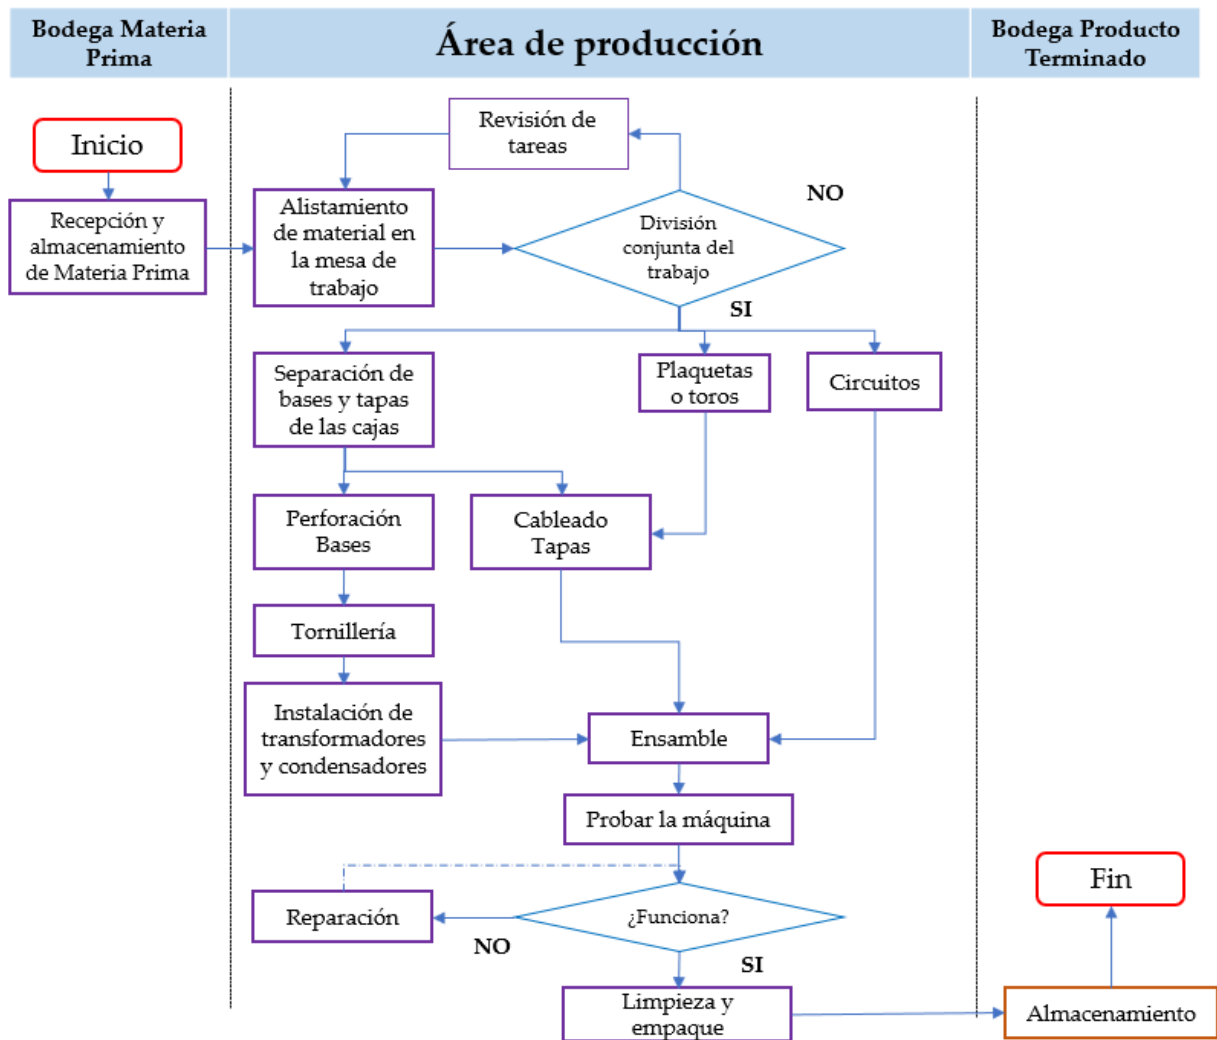 Bodega Materia
Prima
Área de producción
Bodega Producto
Terminado
Inicio
Revisión de
tareas
NO
Recepción y
almacenamiento
de Materia Prima
Alistamiento
de material en
la mesa de
trabajo
División
conjunta del
trabajo
SI
Separación de
bases y tapas
de las cajas
Plaquetas
o toros
Circuitos
Perforación
Bases
Cableado
Tapas
Tornillería
Instalación de
transformadores
y condensadores
Ensamble
Probar la máquina
Reparación
NO
¿Funciona?
SI
Fin
Limpieza y
empaque
Almacenamiento